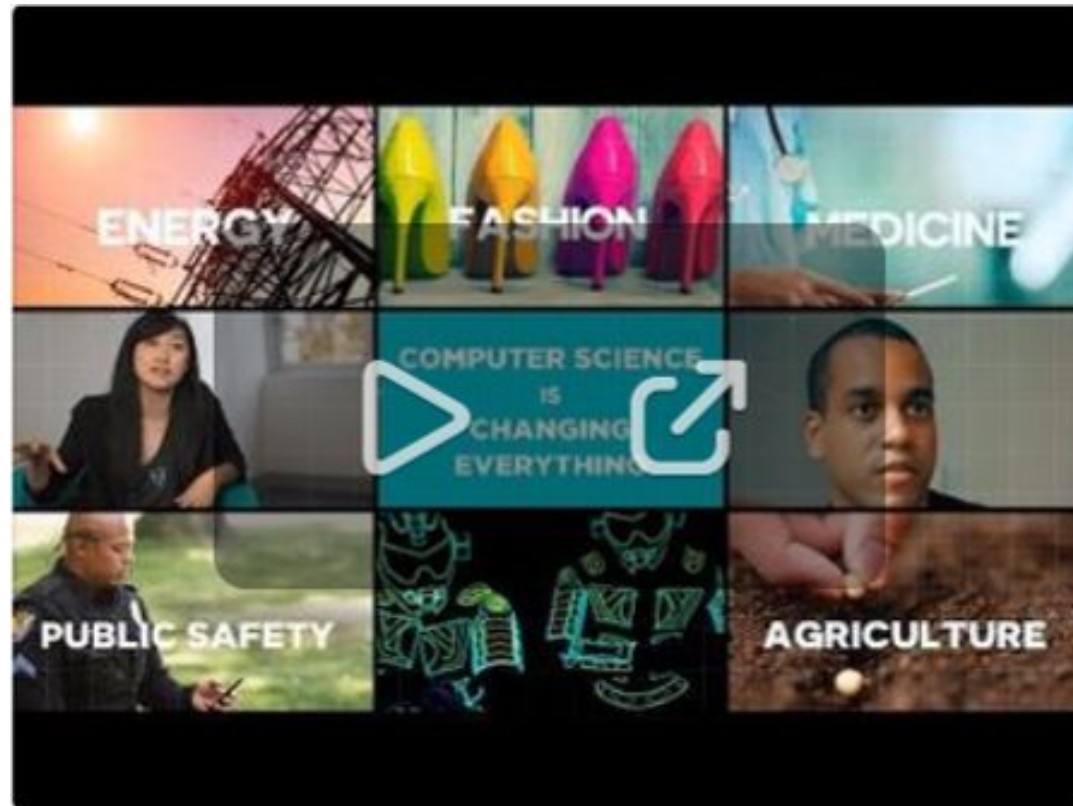 ENERGY
FASHION
MEDICINE
COMPUTER SCIENCE
IS
CHANGING
EVERYTHING
PUBLIC SAFETY
AGRICULTURE